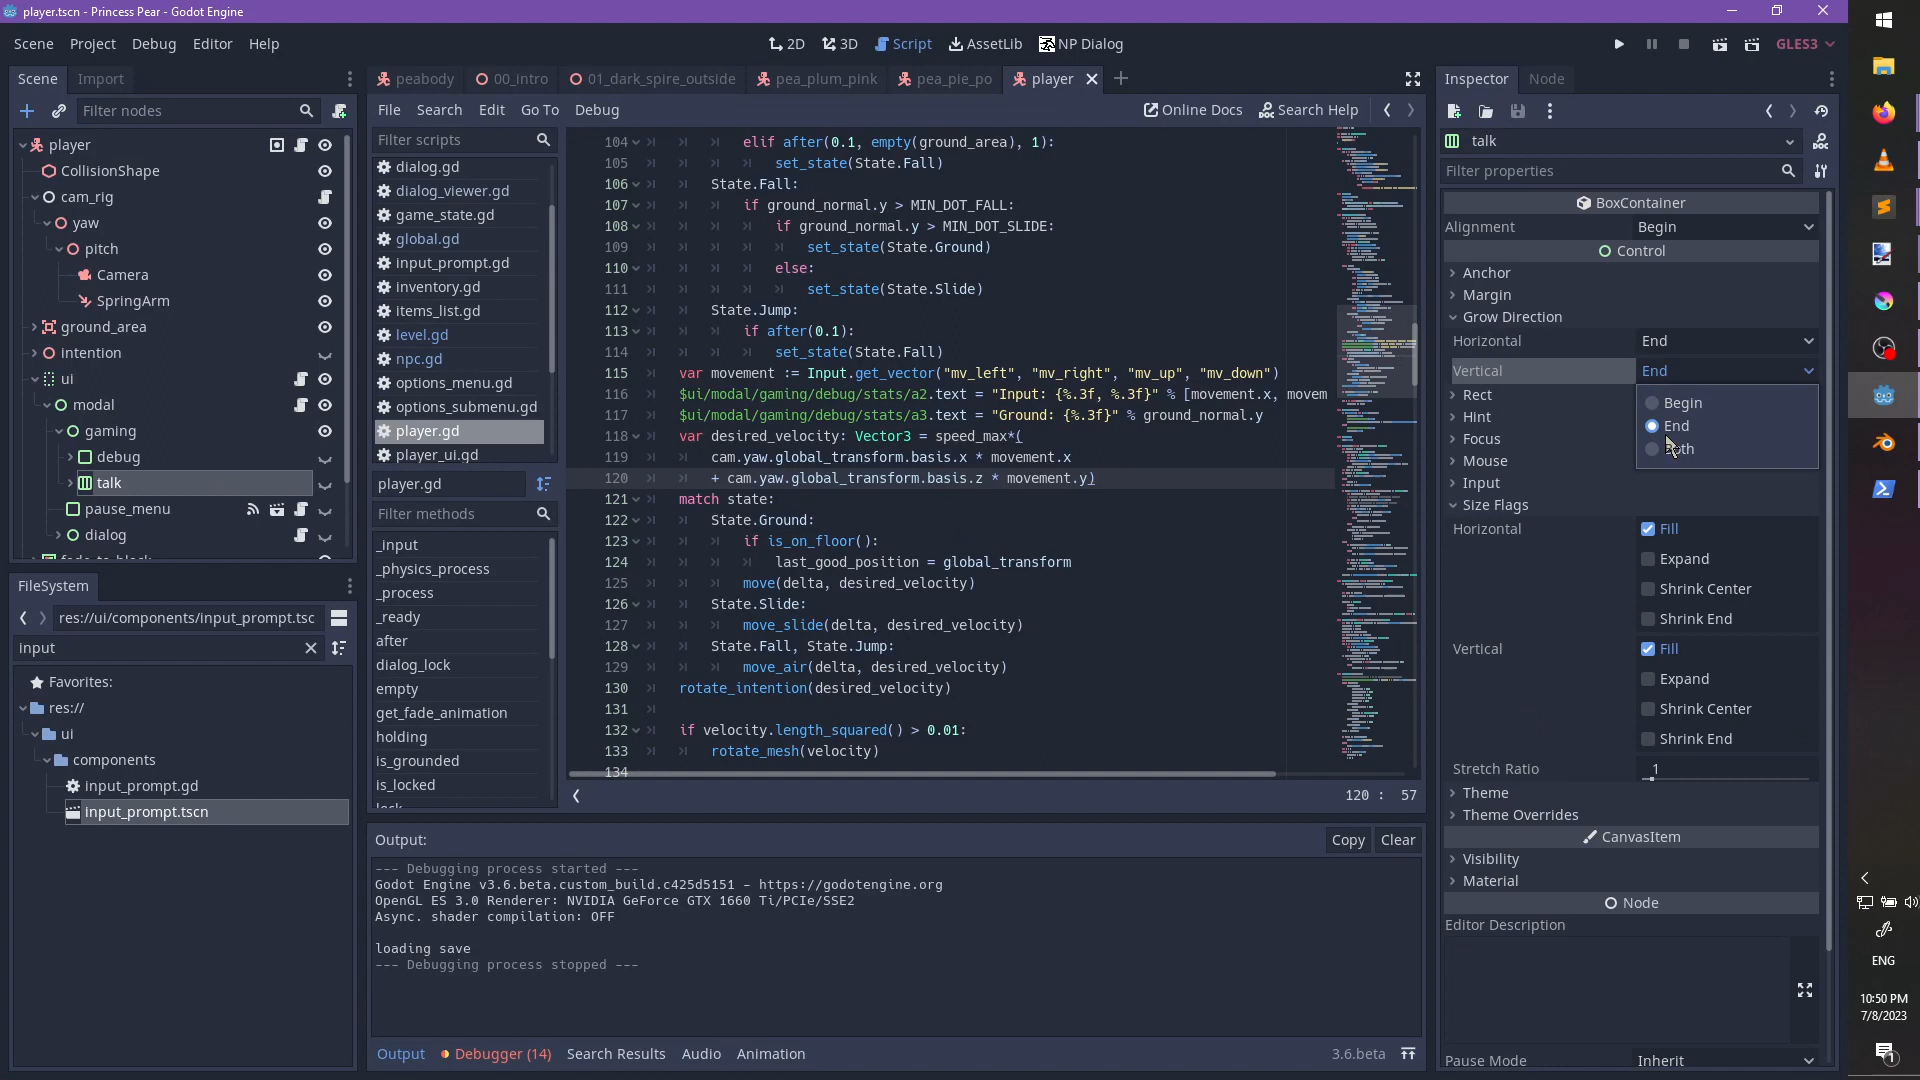 player.tscn - Princess Pear - Godot Engine
Scene Project Debug Editor Help
2D 3D Script AssetLib NP Dialog
GLES3
Scene Import
Filter nodes
player
CollisionShape
cam_rig
yaw
pitch
Camera
SpringArm
ground_area
intention
ui
modal
gaming
debug
talk
pause_menu
dialog
FileSystem
res://ui/components/input_prompt.tsc
input
Favorites:
res://
ui
components
input_prompt.gd
input_prompt.tscn
peabody 00_intro 01_dark_spire_outside pea_plum_pink pea_pie_po player
File Search Edit Go To Debug
Online Docs Search Help
Filter scripts
dialog.gd
dialog_viewer.gd
game_state.gd
global.gd
input_prompt.gd
inventory.gd
items_list.gd
level.gd
npc.gd
options_menu.gd
options_submenu.gd
player.gd
player_ui.gd
player.gd
Filter methods
_input
_physics_process
_process
_ready
after
dialog_lock
empty
get_fade_animation
holding
is_grounded
is_locked
lock
104 elif after(0.1, empty(ground_area), 1):
105 set_state(State.Fall)
106 State.Fall:
107 if ground_normal.y > MIN_DOT_FALL:
108 if ground_normal.y > MIN_DOT_SLIDE:
109 set_state(State.Ground)
110 else:
111 set_state(State.Slide)
112 State.Jump:
113 if after(0.1):
114 set_state(State.Fall)
115 var movement := Input.get_vector("mv_left", "mv_right", "mv_up", "mv_down")
116 $ui/modal/gaming/debug/stats/a2.text = "Input: {%.3f, %.3f}" % [movement.x, movem
117 $ui/modal/gaming/debug/stats/a3.text = "Ground: {%.3f}" % ground_normal.y
118 var desired_velocity: Vector3 = speed_max*(
119 cam.yaw.global_transform.basis.x * movement.x
120 + cam.yaw.global_transform.basis.z * movement.y)
121 match state:
122 State.Ground:
123 if is_on_floor():
124 last_good_position = global_transform
125 move(delta, desired_velocity)
126 State.Slide:
127 move_slide(delta, desired_velocity)
128 State.Fall, State.Jump:
129 move_air(delta, desired_velocity)
130 rotate_intention(desired_velocity)
131
132 if velocity.length_squared() > 0.01:
133 rotate_mesh(velocity)
134
120 : 57
Output:
Copy Clear
--- Debugging process started ---
Godot Engine v3.6.beta.custom_build.c425d5151 - https://godotengine.org
OpenGL ES 3.0 Renderer: NVIDIA GeForce GTX 1660 Ti/PCIe/SSE2
Async. shader compilation: OFF
loading save
--- Debugging process stopped ---
Output Debugger (14) Search Results Audio Animation
3.6.beta
Inspector Node
talk
Filter properties
BoxContainer
Alignment Begin
Control
Anchor
Margin
Grow Direction
Horizontal End
Vertical End
Begin
End
Rect
Hint
Focus
Mouse
Input
Size Flags
Horizontal Fill
Expand
Shrink Center
Shrink End
Vertical Fill
Expand
Shrink Center
Shrink End
Stretch Ratio 1
Theme
Theme Overrides
CanvasItem
Visibility
Material
Node
Editor Description
Pause Mode Inherit
ENG
10:50 PM
7/8/2023
1